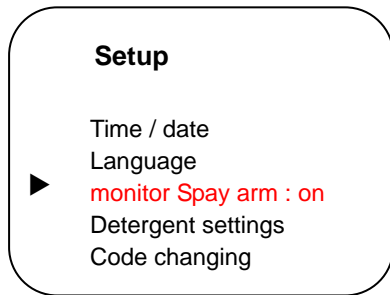 Setup
Time / date
Language
monitor Spay arm : on
Detergent settings
Code changing